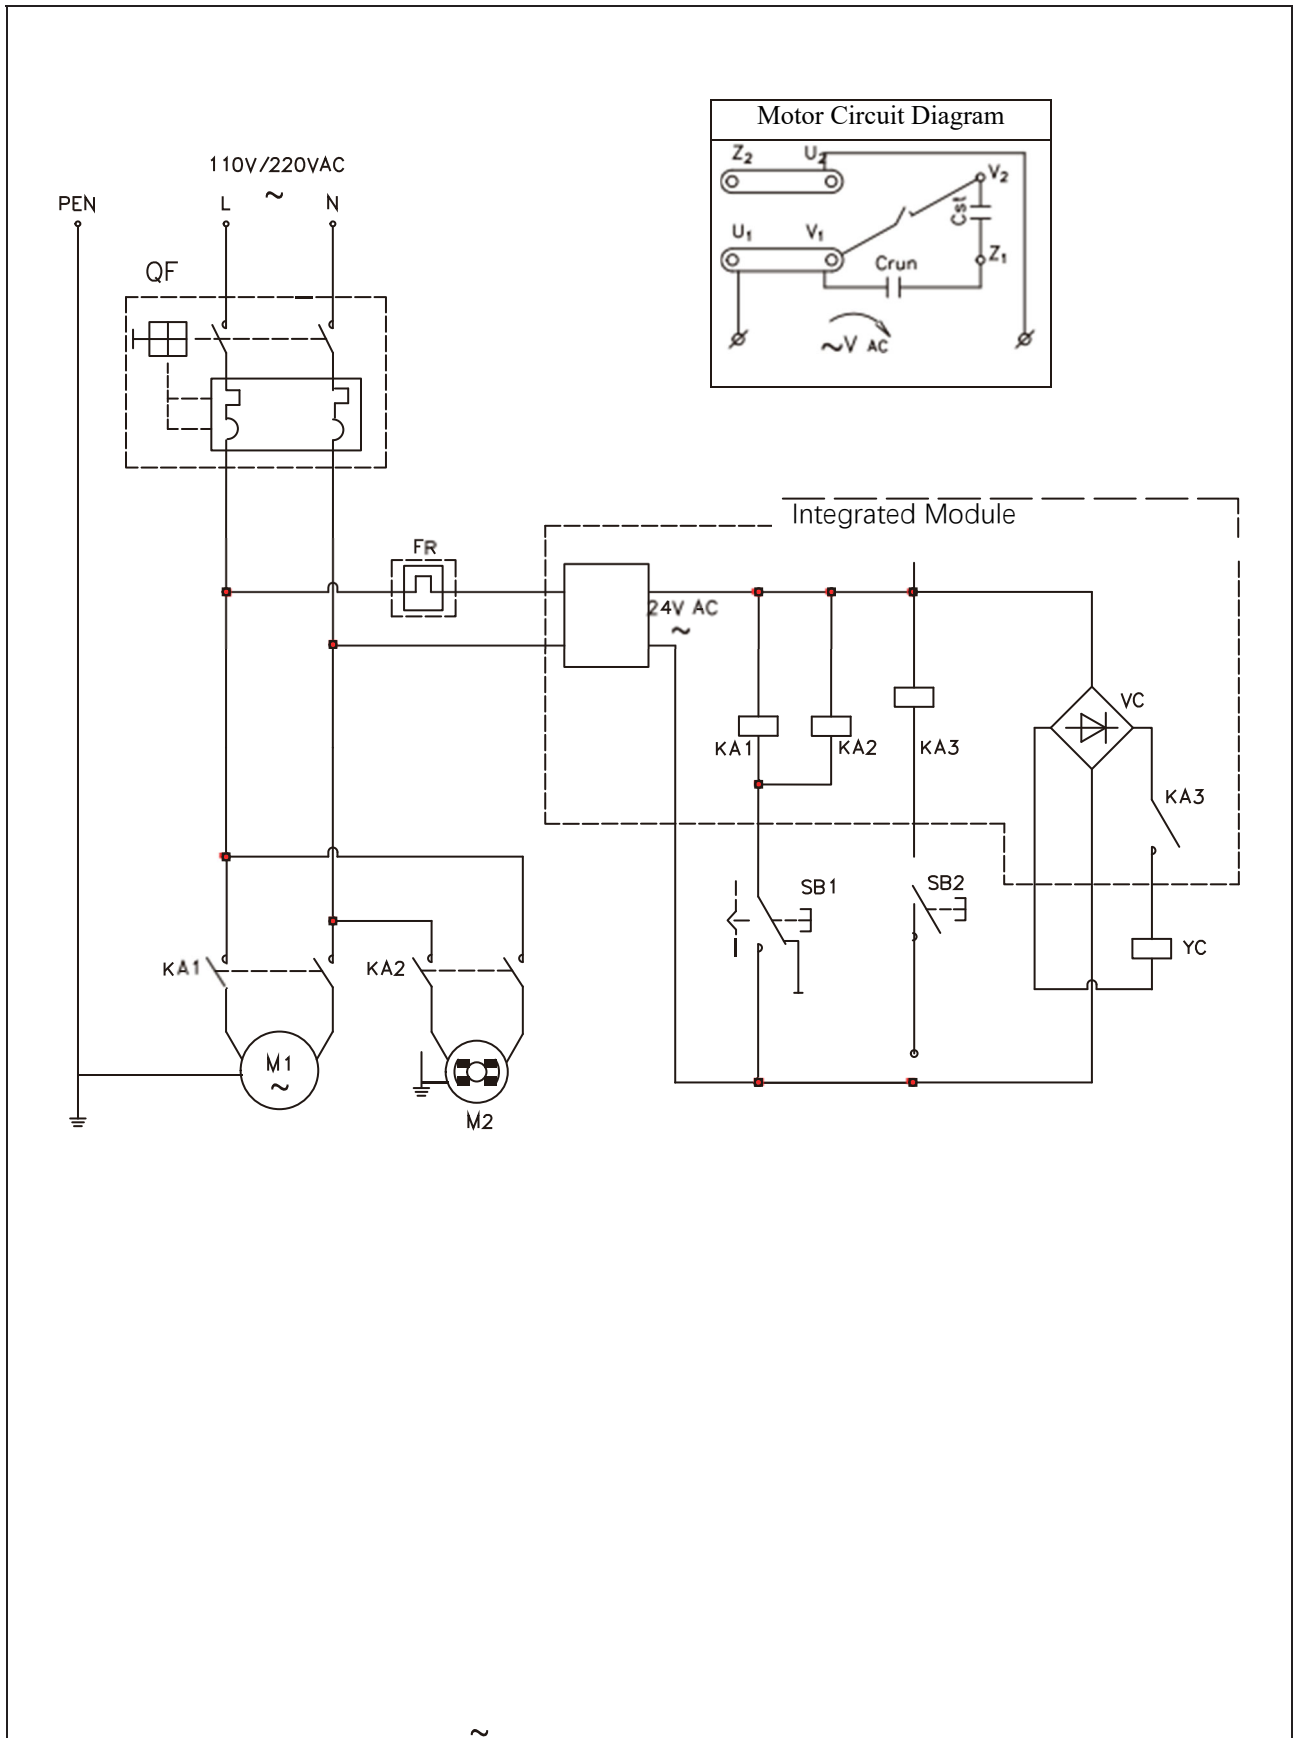 Motor Circuit Diagram
Z2 U2
V2
Cst
U1 V1
Z1
Crun
~V AC
110V/220VAC
~
PEN L N
QF
Integrated Module
FR
24V AC
~
VC
KA1 KA2 KA3
KA3
SB1 SB2
YC
KA1 KA2
M1
~
M2
~